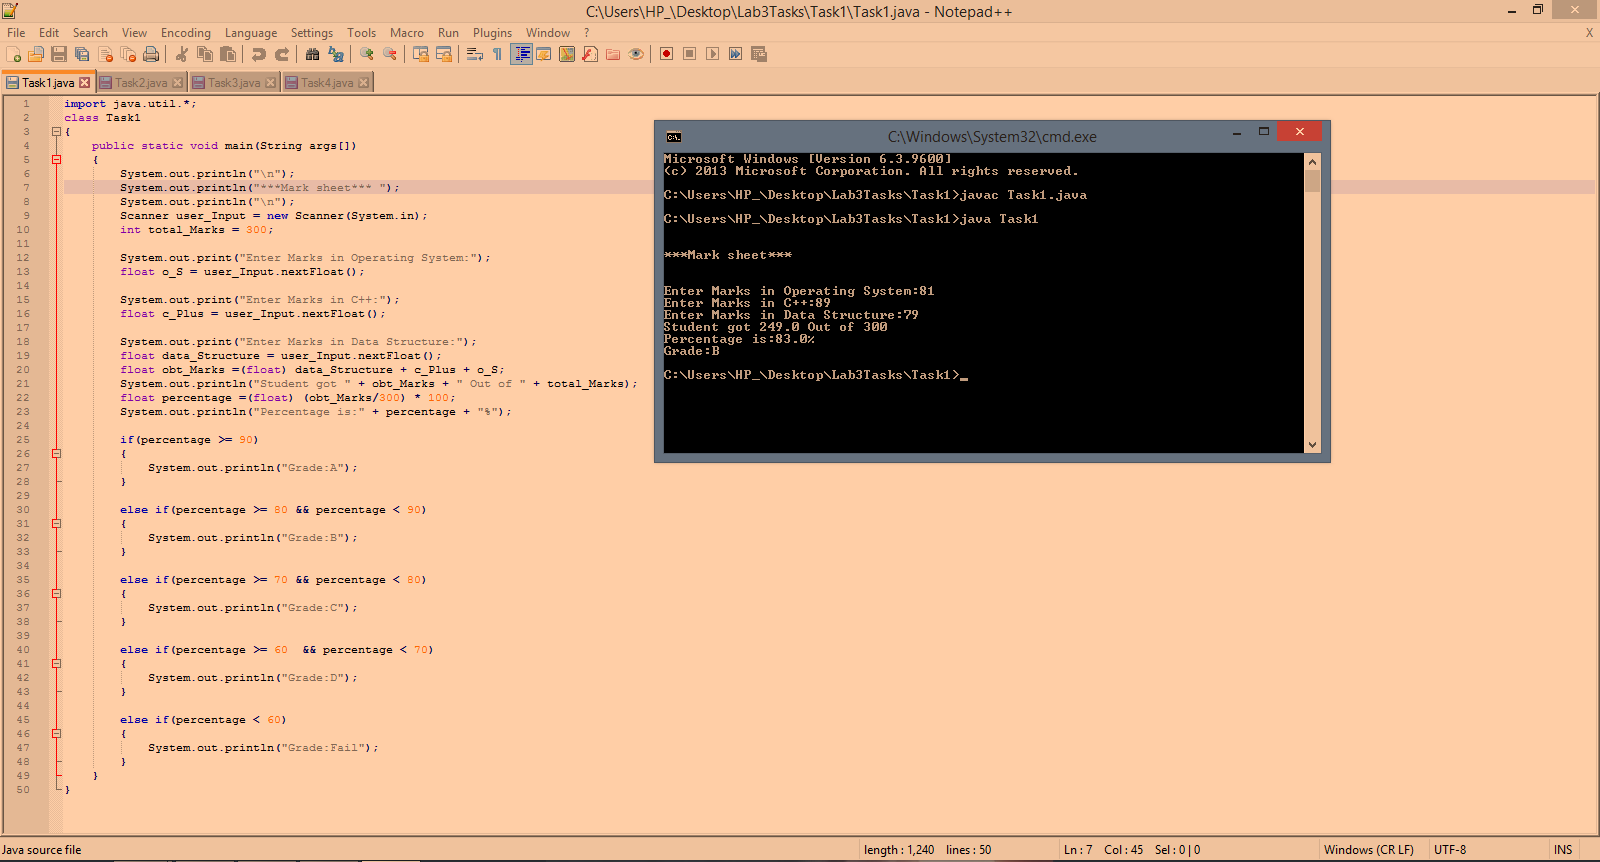 C:\Users\HP_\Desktop\Lab3Tasks\Task1\Task1.java - Notepad++
File Edit Search View Encoding Language Settings Tools Macro Run Plugins Window ? X
Task1.java Task2.java Task3.java Task4.java
1 import java.util.*;
2 class Task1
3 {
4 public static void main(String args[])
5 {
6 System.out.println("\n");
7 System.out.println("***Mark sheet*** ");
8 System.out.println("\n");
9 Scanner user_Input = new Scanner(System.in);
10 int total_Marks = 300;
11
12 System.out.print("Enter Marks in Operating System:");
13 float o_S = user_Input.nextFloat();
14
15 System.out.print("Enter Marks in C++:");
16 float c_Plus = user_Input.nextFloat();
17
18 System.out.print("Enter Marks in Data Structure:");
19 float data_Structure = user_Input.nextFloat();
20 float obt_Marks =(float) data_Structure + c_Plus + o_S;
21 System.out.println("Student got " + obt_Marks + " Out of " + total_Marks);
22 float percentage =(float) (obt_Marks/300) * 100;
23 System.out.println("Percentage is:" + percentage + "%");
24
25 if(percentage >= 90)
26 {
27 System.out.println("Grade:A");
28 }
29
30 else if(percentage >= 80 && percentage < 90)
31 {
32 System.out.println("Grade:B");
33 }
34
35 else if(percentage >= 70 && percentage < 80)
36 {
37 System.out.println("Grade:C");
38 }
39
40 else if(percentage >= 60  && percentage < 70)
41 {
42 System.out.println("Grade:D");
43 }
44
45 else if(percentage < 60)
46 {
47 System.out.println("Grade:Fail");
48 }
49 }
50 }
C:\Windows\System32\cmd.exe
Microsoft Windows [Version 6.3.9600]
(c) 2013 Microsoft Corporation. All rights reserved.
C:\Users\HP_\Desktop\Lab3Tasks\Task1>javac Task1.java
C:\Users\HP_\Desktop\Lab3Tasks\Task1>java Task1
***Mark sheet***
Enter Marks in Operating System:81
Enter Marks in C++:89
Enter Marks in Data Structure:79
Student got 249.0 Out of 300
Percentage is:83.0%
Grade:B
C:\Users\HP_\Desktop\Lab3Tasks\Task1>_
Java source file length : 1,240 lines : 50 Ln : 7 Col : 45 Sel : 0 | 0 Windows (CR LF) UTF-8 INS